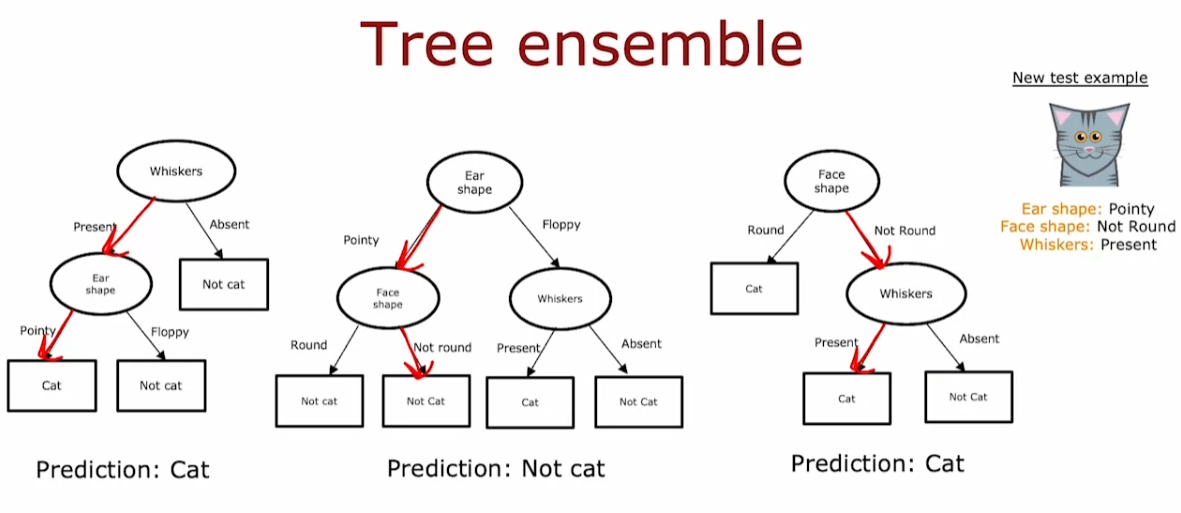 Tree ensemble
New test example
Ear shape: Pointy
Face shape: Not Round
Whiskers: Present
Whiskers
Present
Absent
Ear
shape
Not cat
Pointy
Floppy
Cat
Not cat
Prediction: Cat
Ear
shape
Pointy
Floppy
Face
shape
Whiskers
Round
Not round
Present
Absent
Not cat
Not Cat
Cat
Not Cat
Prediction: Not cat
Face
shape
Round
Not Round
Cat
Whiskers
Present
Absent
Cat
Not Cat
Prediction: Cat